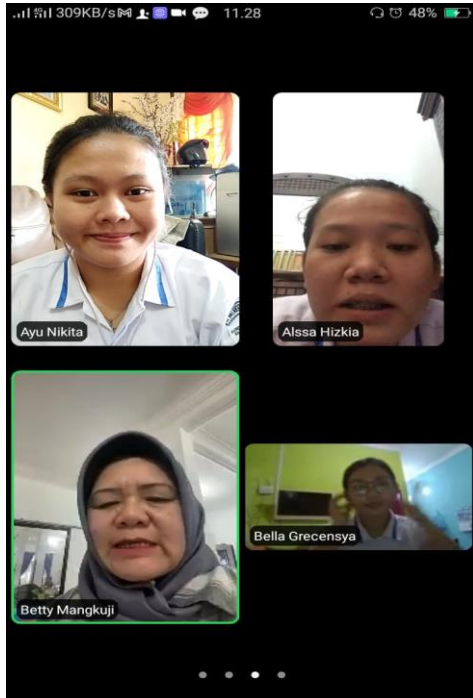 309KB/s 11.28 48%
Ayu Nikita
Alssa Hizkia
Bella Grecensya
Betty Mangkuji